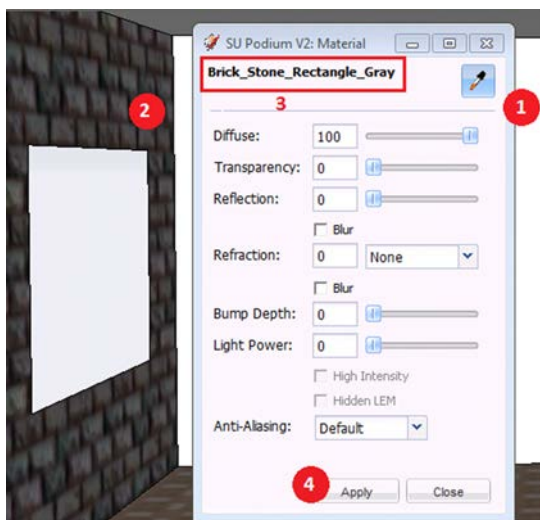 SU Podium V2: Material
Brick_Stone_Rectangle_Gray
1
2
3
Diffuse: 100
Transparency: 0
Reflection: 0
Blur
Refraction: 0 None
Blur
Bump Depth: 0
Light Power: 0
High Intensity
Hidden LEM
Anti-Aliasing: Default
4 Apply Close